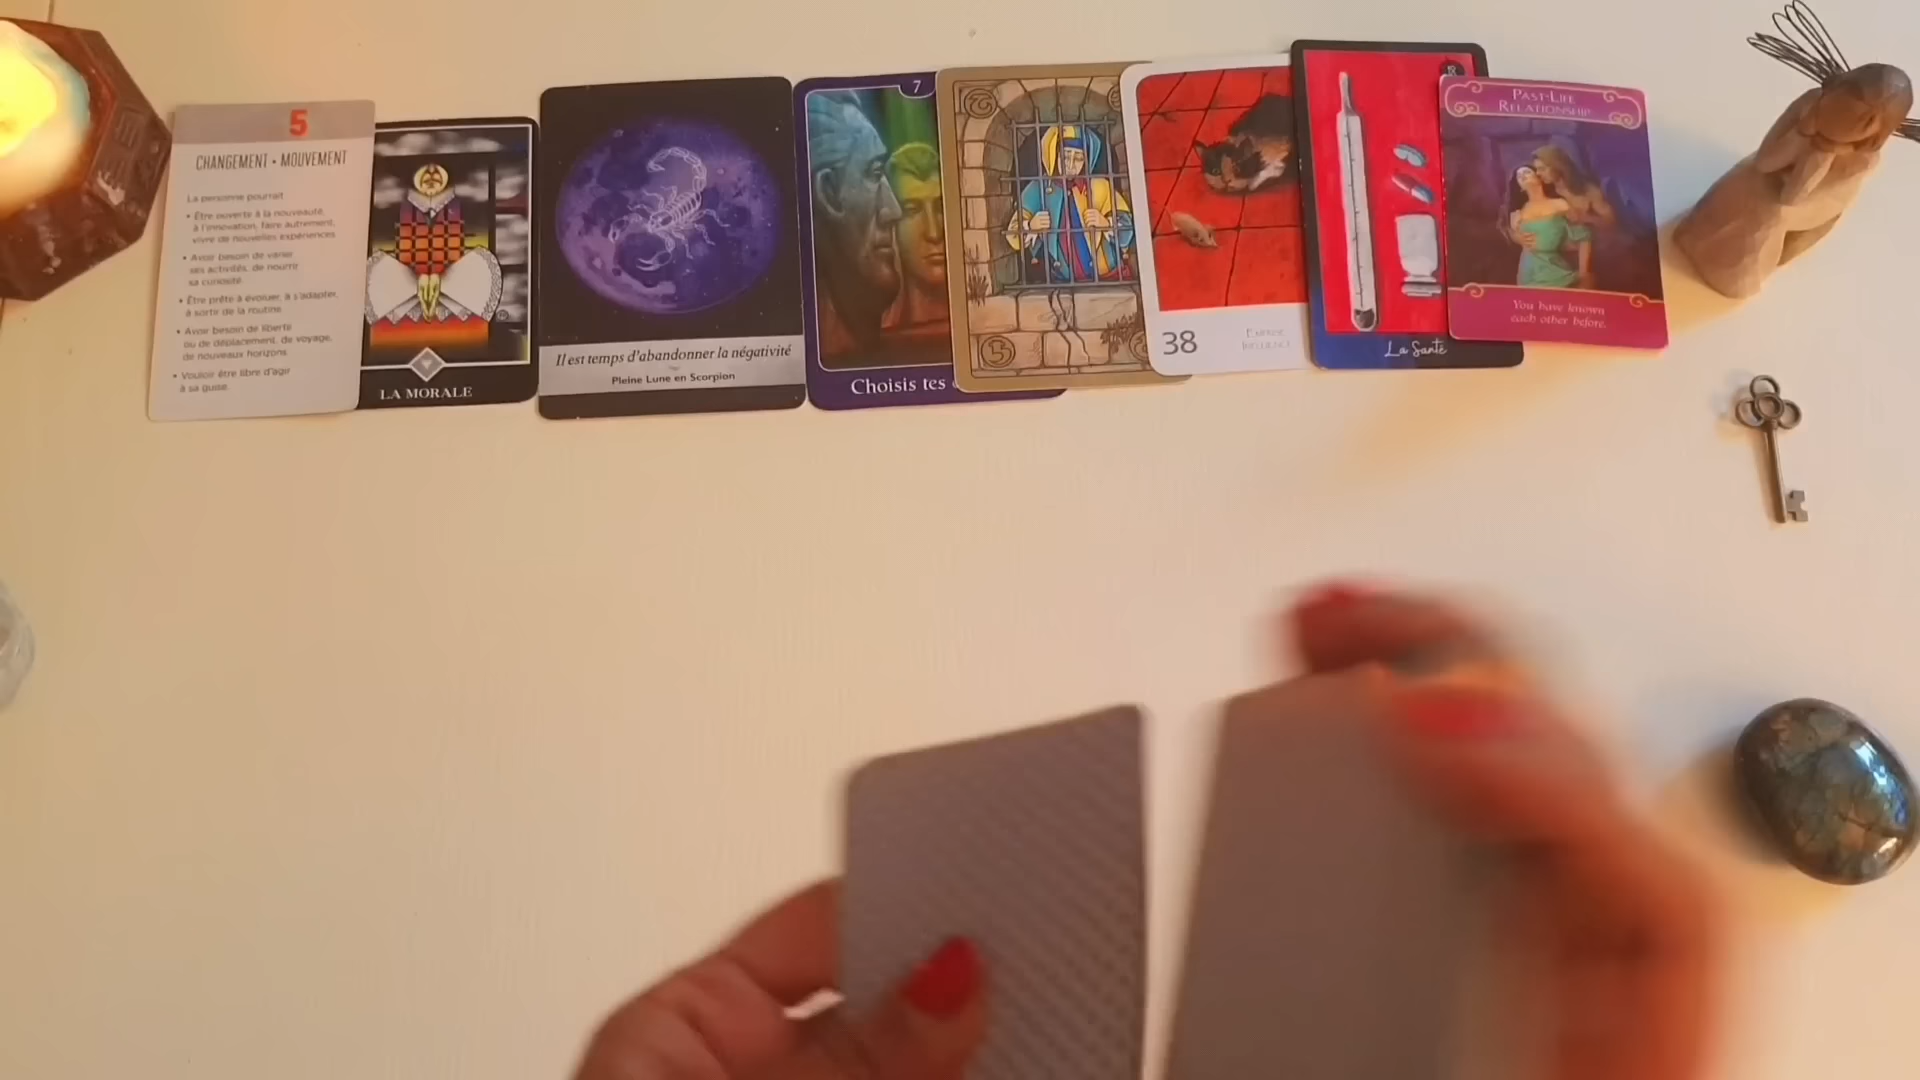 5
CHANGEMENT • MOUVEMENT
La personne pourrait
• Être ouverte à la nouveauté,
à l'innovation, faire autrement,
vivre de nouvelles expériences.
• Avoir besoin de varier
ses activités, de nourrir
sa curiosité.
• Être prête à évoluer, à s'adapter,
à sortir de la routine.
• Avoir besoin de liberté
ou de déplacement, de voyage,
de nouveaux horizons.
• Vouloir être libre d'agir
à sa guise.
LA MORALE
Il est temps d'abandonner la négativité
Pleine Lune en Scorpion
7
Choisis tes
38
18
La Santé
PAST-LIFE
RELATIONSHIP
You have known
each other before.